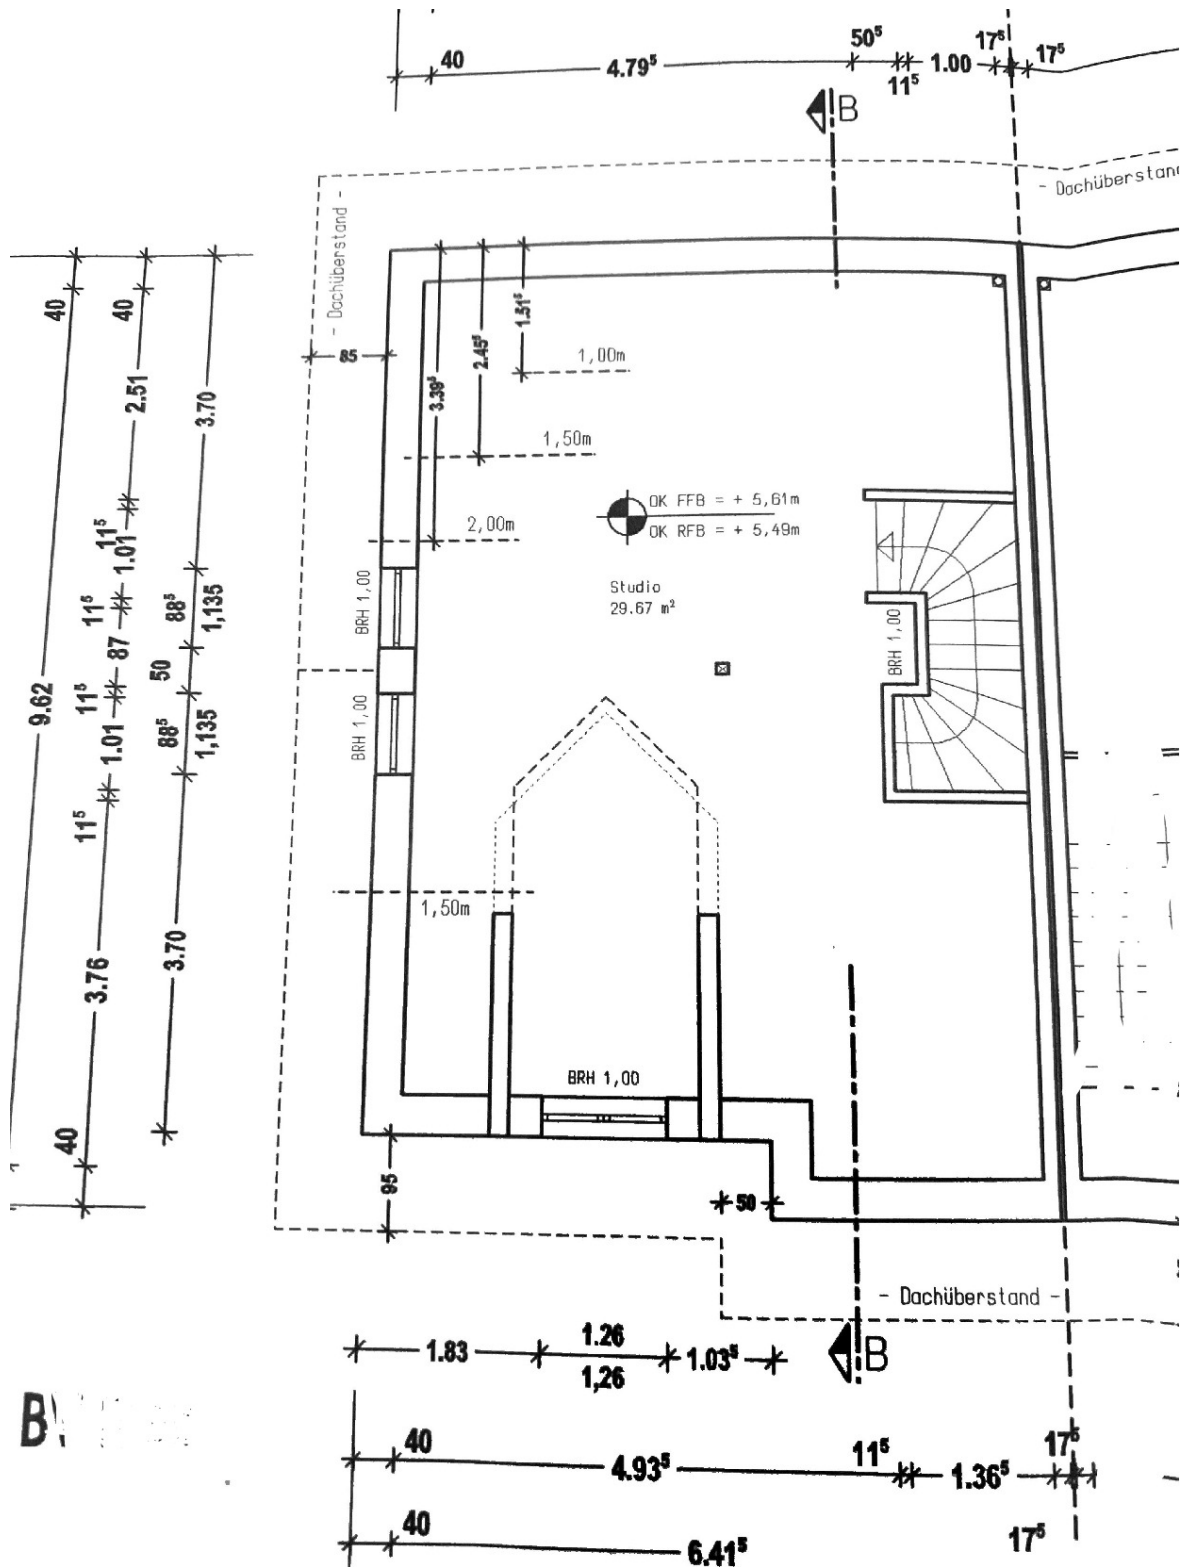 40
4.79⁵
50⁵
11⁵
1.00
17⁵
17⁵
B
- Dachüberstand -
- Dachüberstand
40
40
2.51
3.70
85
3.39⁵
2.45⁵
1.51⁵
1,00m
1,50m
2,00m
OK FFB = + 5,61m
OK RFB = + 5,49m
Studio
29.67 m²
BRH 1,00
BRH 1,00
BRH 1,00
11⁵
1.01
11⁵
87
11⁵
1.01
11⁵
88⁵
1,135
50
88⁵
1,135
9.62
3.76
3.70
40
1,50m
BRH 1,00
95
50
- Dachüberstand -
1.83
1.26
1,26
1.03⁵
B
40
4.93⁵
11⁵
1.36⁵
17⁵
40
6.41⁵
17⁵